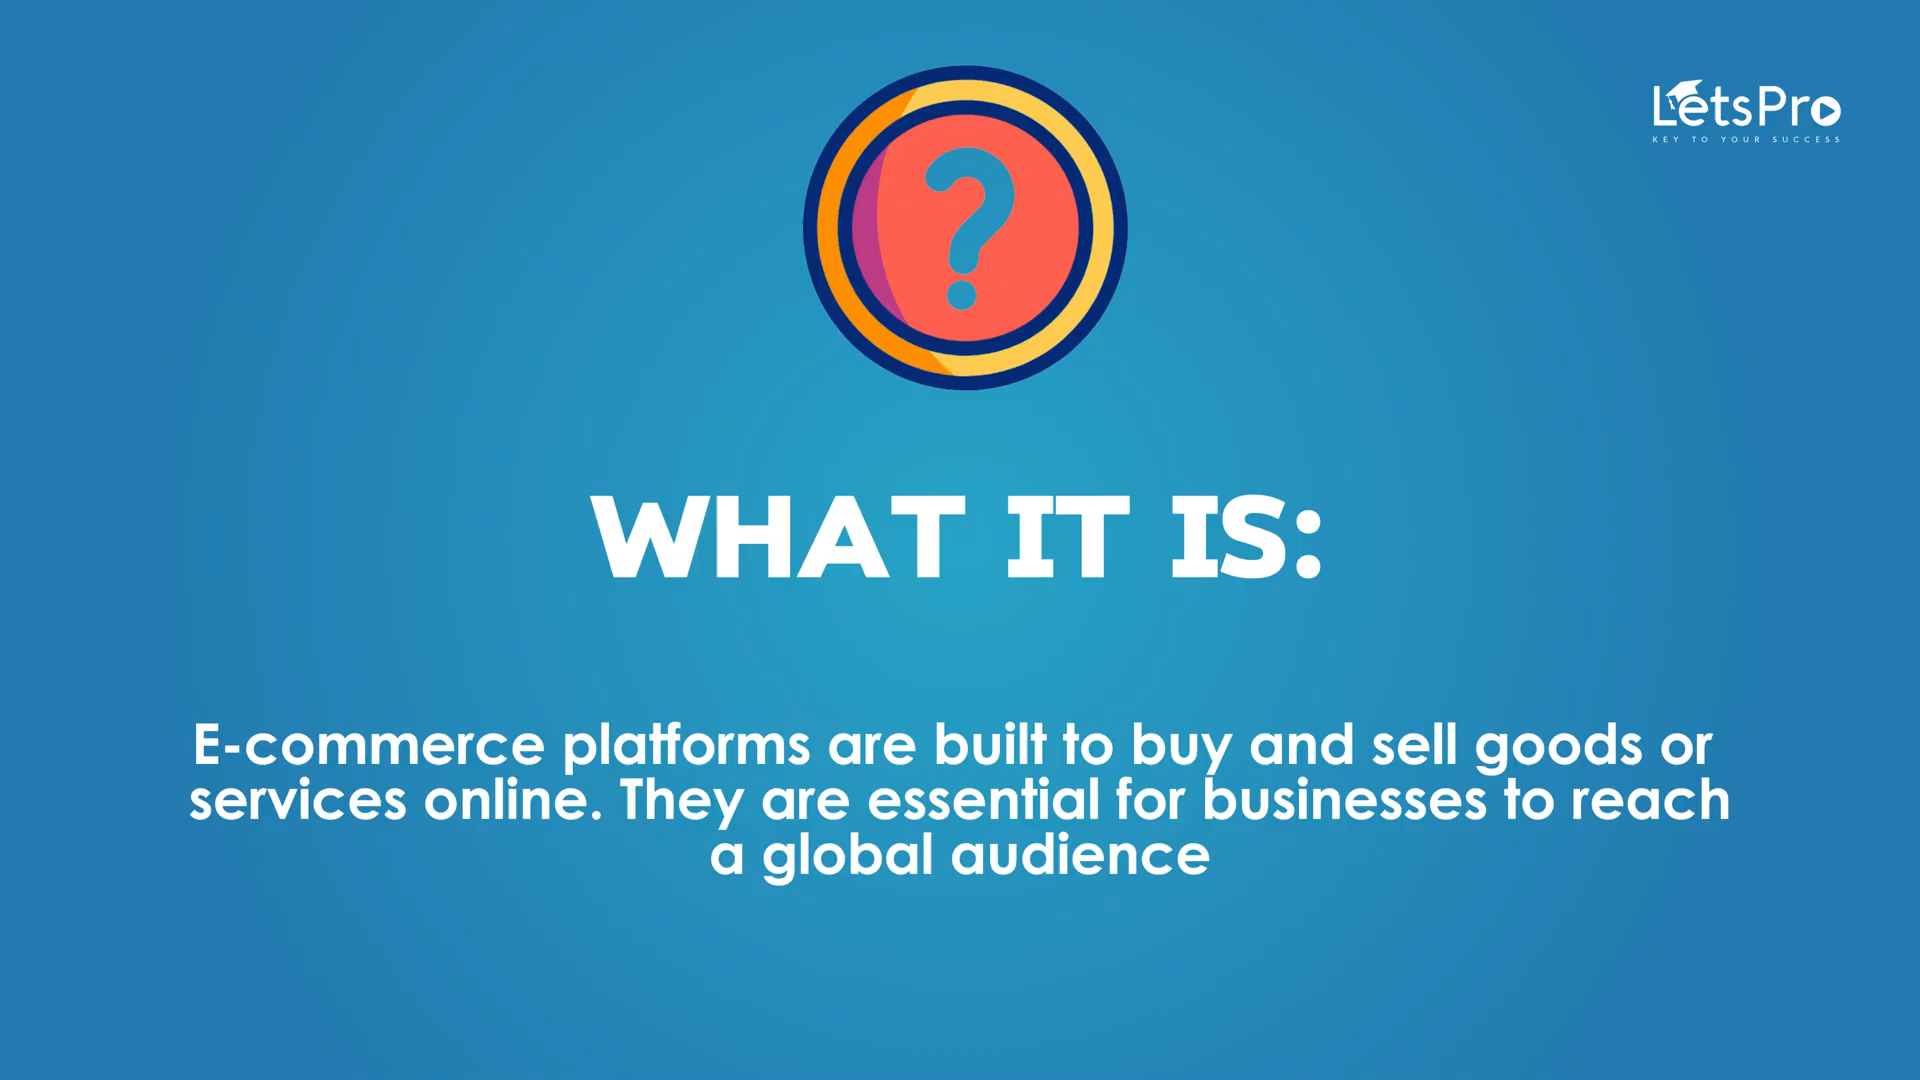 LetsPro
KEY TO YOUR SUCCESS
?
WHAT IT IS:
E-commerce platforms are built to buy and sell goods or
services online. They are essential for businesses to reach
a global audience